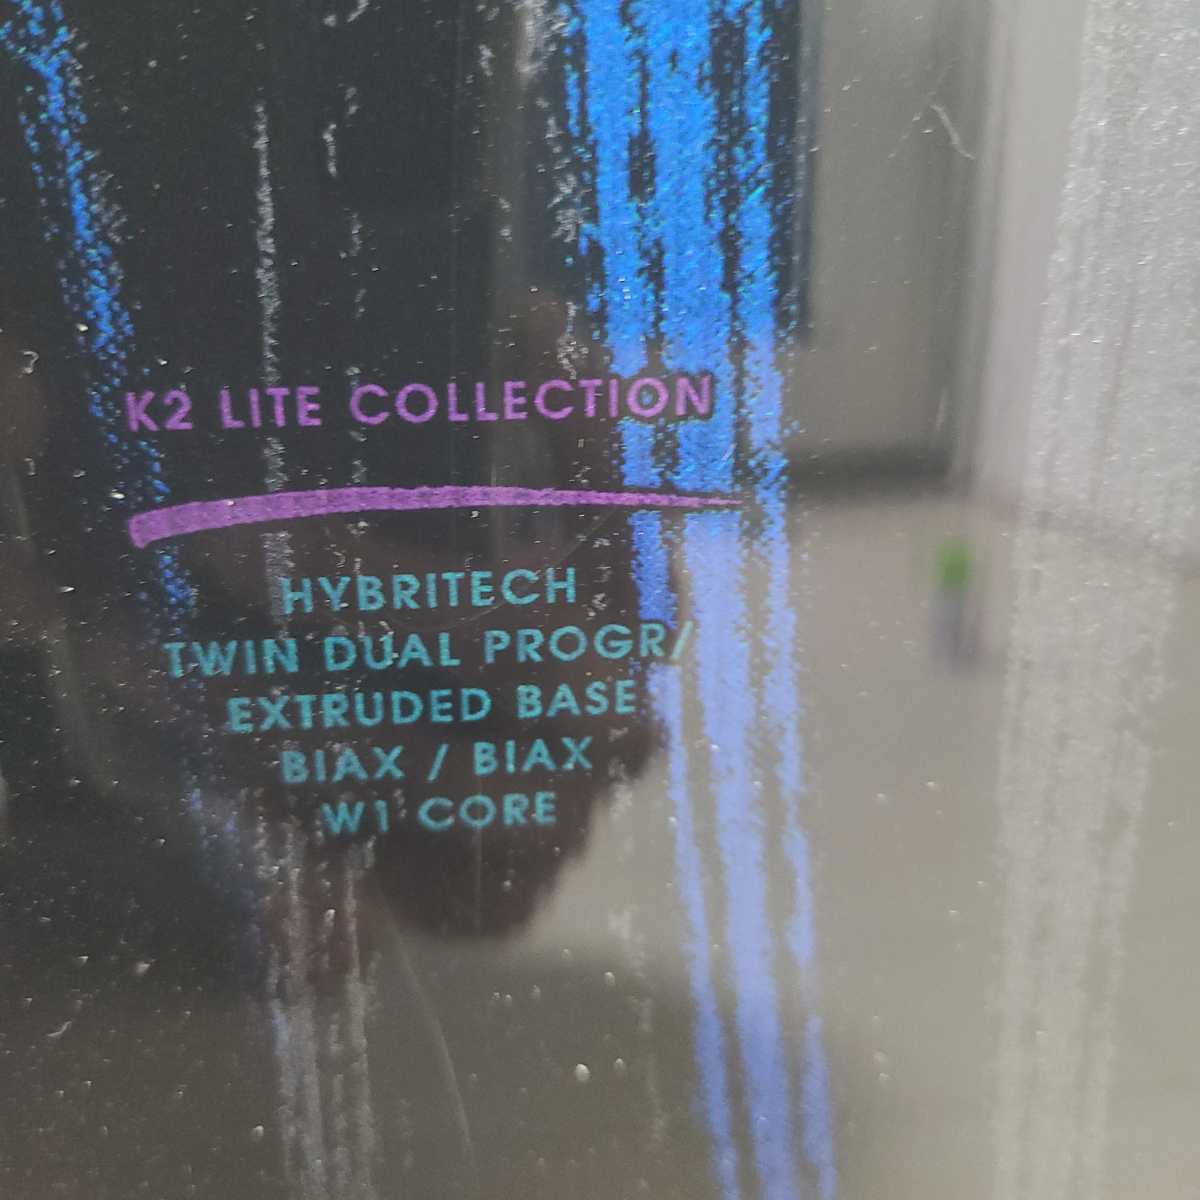 K2 LITE COLLECTION
HYBRITECH
TWIN DUAL PROGR/
EXTRUDED BASE
BIAX / BIAX
W1 CORE